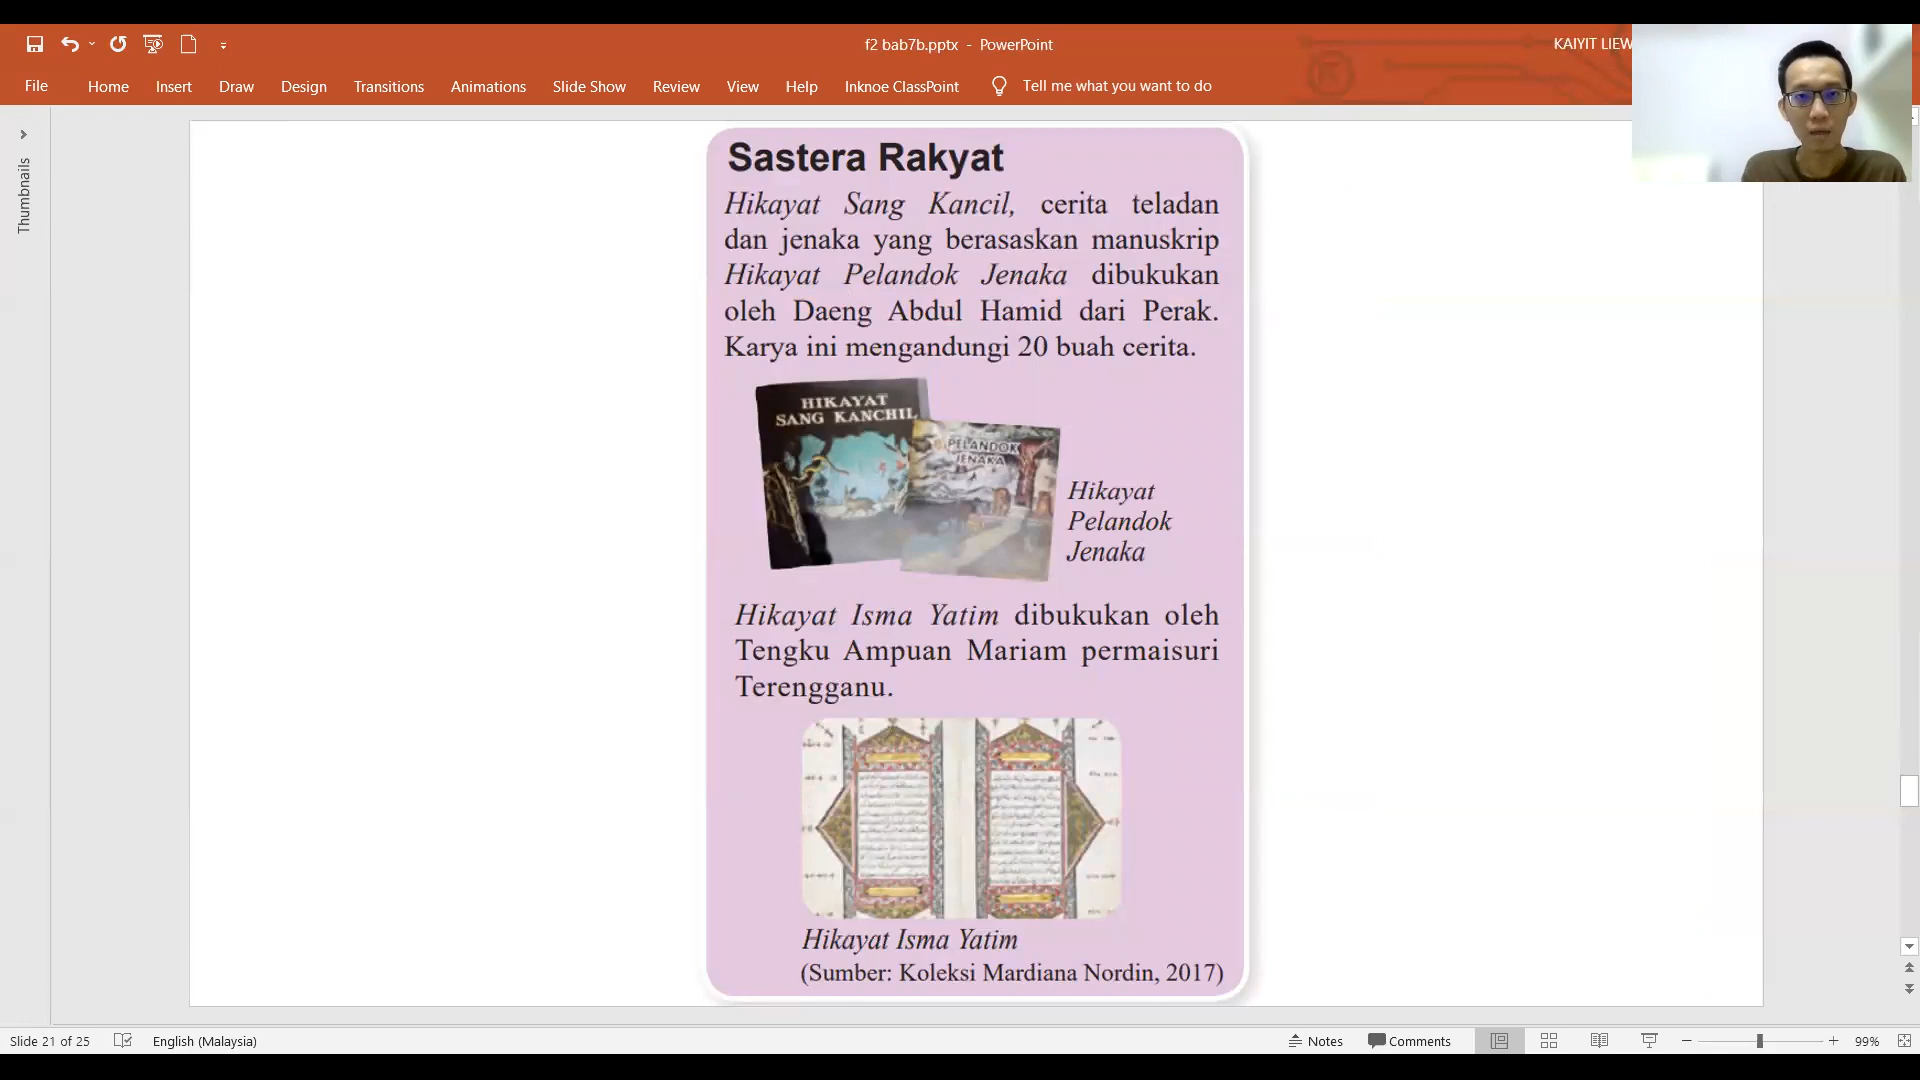 f2 bab7b.pptx - PowerPoint
KAIYIT LIEW
File Home Insert Draw Design Transitions Animations Slide Show Review View Help Inknoe ClassPoint Tell me what you want to do
Thumbnails
Sastera Rakyat
Hikayat Sang Kancil, cerita teladan
dan jenaka yang berasaskan manuskrip
Hikayat Pelandok Jenaka dibukukan
oleh Daeng Abdul Hamid dari Perak.
Karya ini mengandungi 20 buah cerita.
HIKAYAT
SANG KANCHIL
PELANDOK
JENAKA
Hikayat
Pelandok
Jenaka
Hikayat Isma Yatim dibukukan oleh
Tengku Ampuan Mariam permaisuri
Terengganu.
Hikayat Isma Yatim
(Sumber: Koleksi Mardiana Nordin, 2017)
Slide 21 of 25 English (Malaysia) Notes Comments 99%